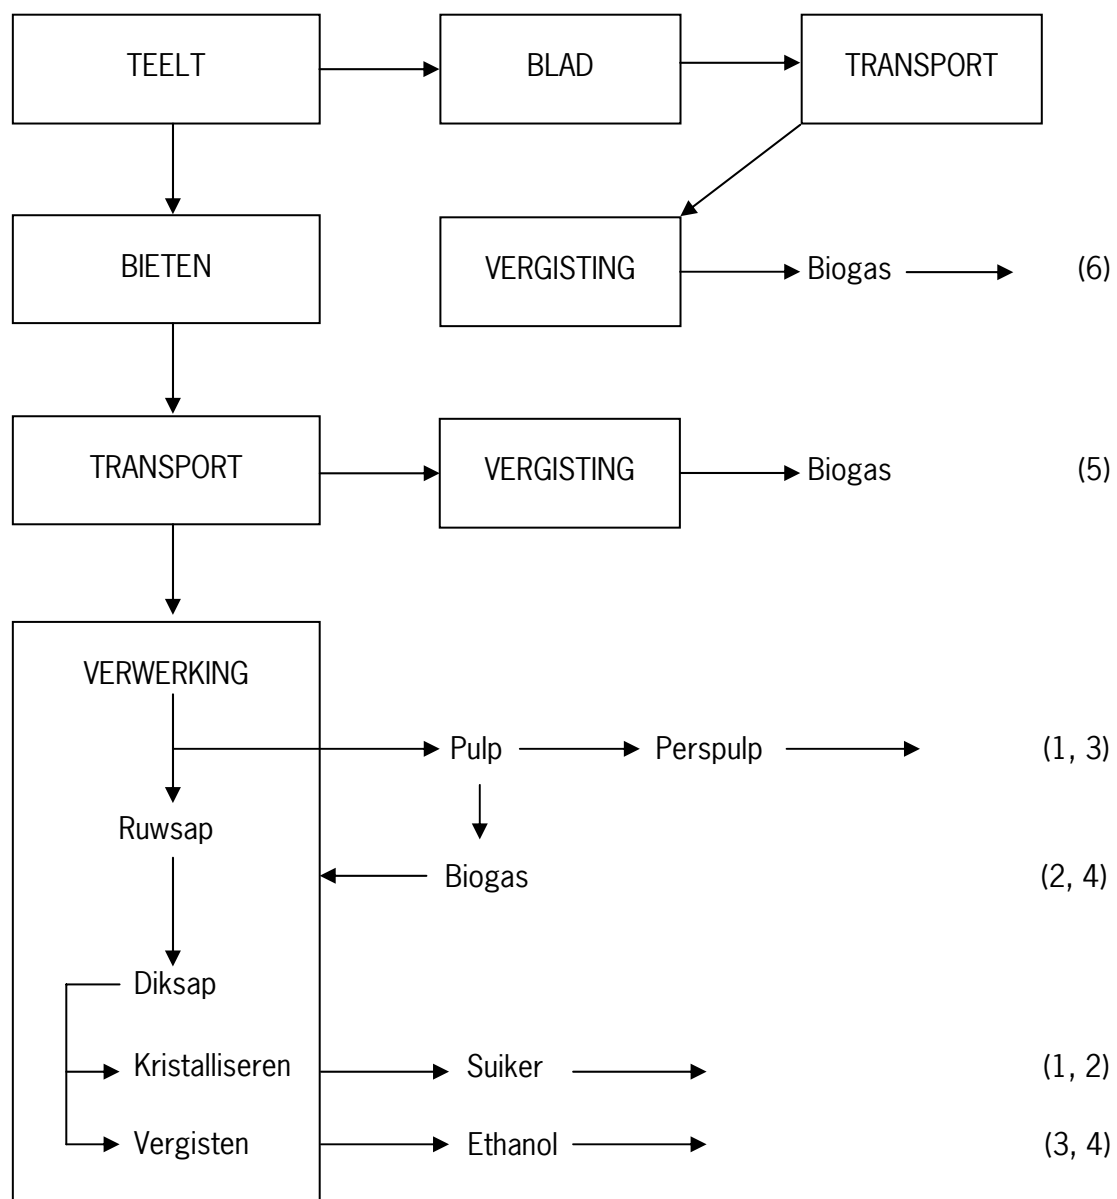 TEELT
BLAD
TRANSPORT
BIETEN
VERGISTING
Biogas
(6)
TRANSPORT
VERGISTING
Biogas
(5)
VERWERKING
Pulp
Perspulp
(1, 3)
Ruwsap
Biogas
(2, 4)
Diksap
Kristalliseren
Suiker
(1, 2)
Vergisten
Ethanol
(3, 4)